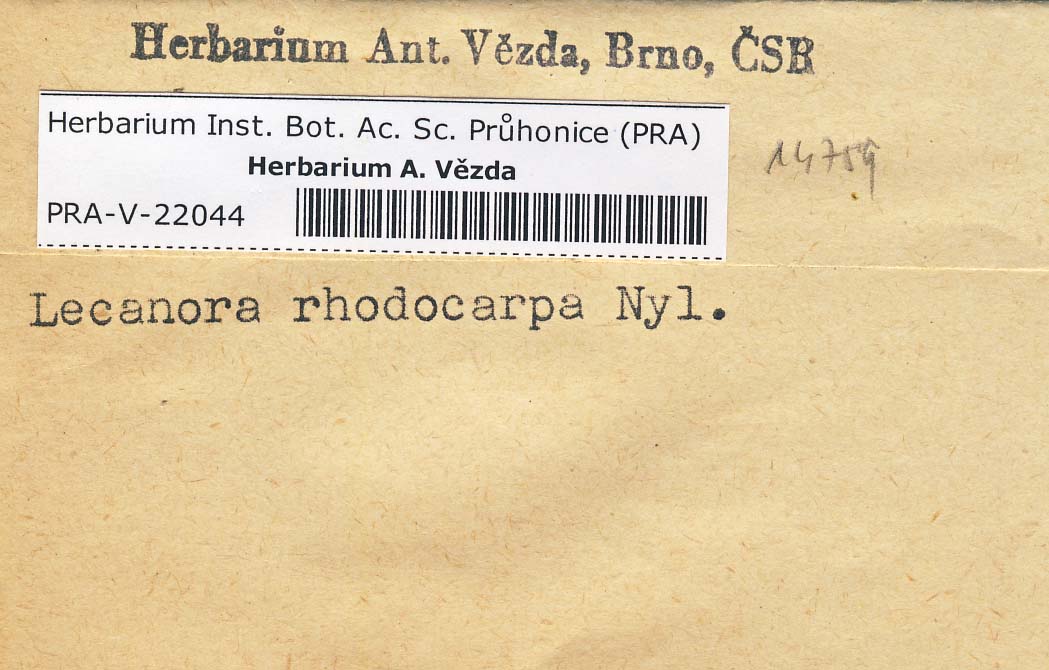 Herbarium Ant. Vězda, Brno, ČSR
Herbarium Inst. Bot. Ac. Sc. Průhonice (PRA)
Herbarium A. Vězda
PRA-V-22044
14759
Lecanora rhodocarpa Nyl.